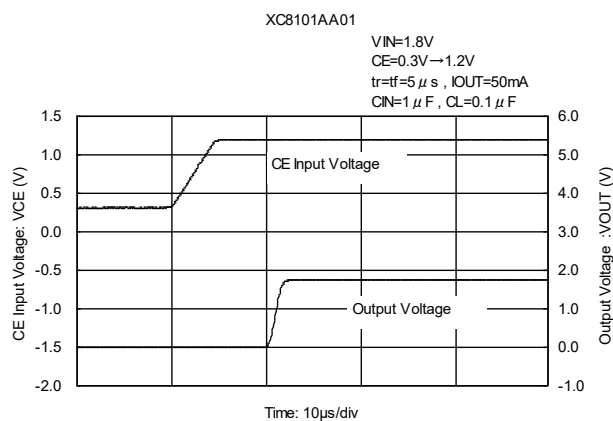 XC8101AA01
VIN=1.8V
CE=0.3V→1.2V
tr=tf=5μs , IOUT=50mA
CIN=1μF , CL=0.1μF
CE Input Voltage: VCE (V)
1.5
1.0
0.5
0.0
-0.5
-1.0
-1.5
-2.0
CE Input Voltage
Output Voltage
6.0
5.0
4.0
3.0
2.0
1.0
0.0
-1.0
Output Voltage :VOUT (V)
Time: 10μs/div